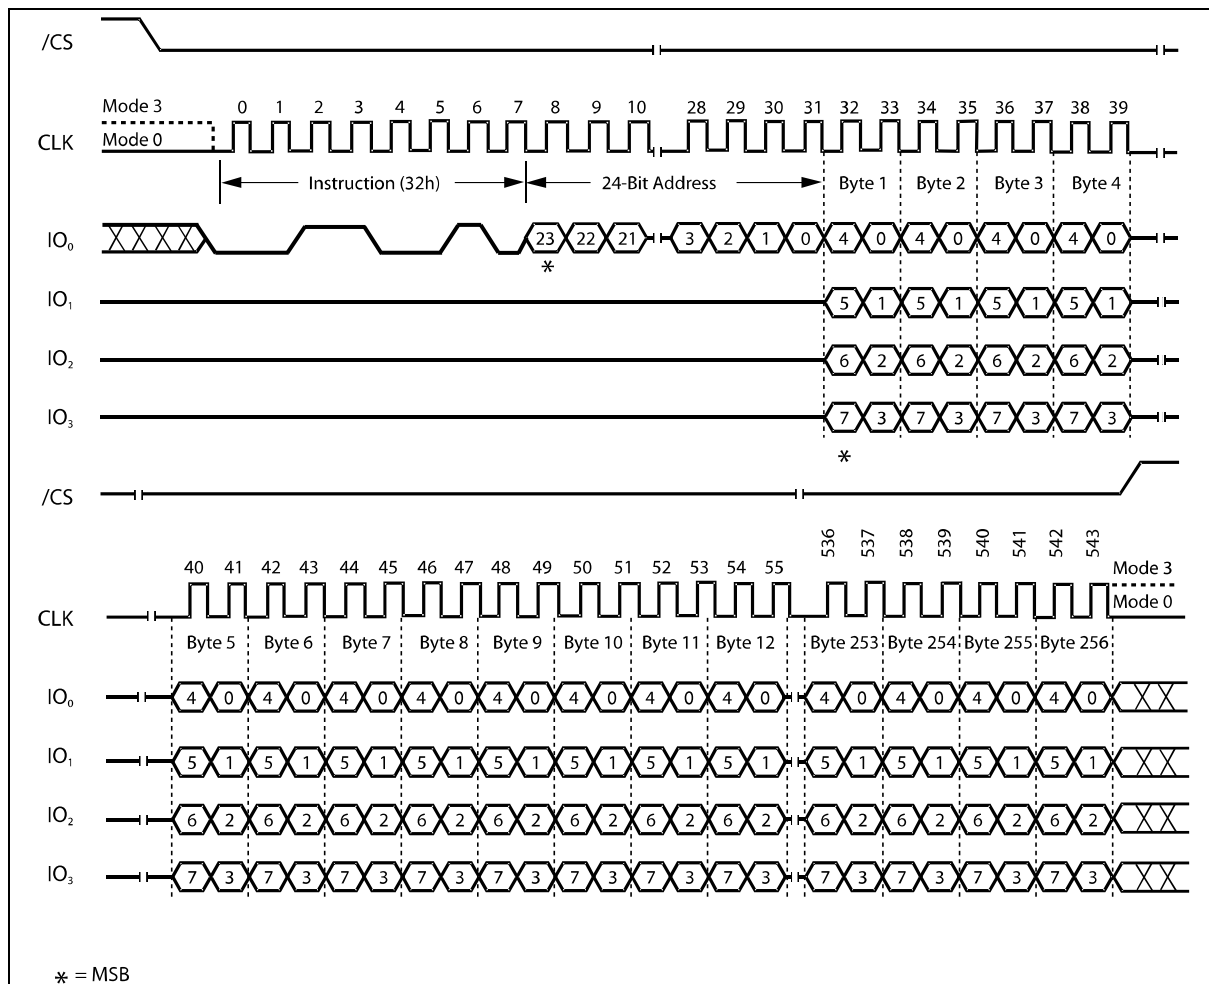 /CS
Mode 3
0 1 2 3 4 5 6 7 8 9 10 28 29 30 31 32 33 34 35 36 37 38 39
CLK
Mode 0
Instruction (32h) 24-Bit Address Byte 1 Byte 2 Byte 3 Byte 4
IO₀ 23 22 21 3 2 1 0 4 0 4 0 4 0 4 0
*
IO₁ 5 1 5 1 5 1 5 1
IO₂ 6 2 6 2 6 2 6 2
IO₃ 7 3 7 3 7 3 7 3
*
/CS
40 41 42 43 44 45 46 47 48 49 50 51 52 53 54 55 536 537 538 539 540 541 542 543
Mode 3
CLK
Mode 0
Byte 5 Byte 6 Byte 7 Byte 8 Byte 9 Byte 10 Byte 11 Byte 12 Byte 253 Byte 254 Byte 255 Byte 256
IO₀ 4 0 4 0 4 0 4 0 4 0 4 0 4 0 4 0 4 0 4 0 4 0 4 0
IO₁ 5 1 5 1 5 1 5 1 5 1 5 1 5 1 5 1 5 1 5 1 5 1 5 1
IO₂ 6 2 6 2 6 2 6 2 6 2 6 2 6 2 6 2 6 2 6 2 6 2 6 2
IO₃ 7 3 7 3 7 3 7 3 7 3 7 3 7 3 7 3 7 3 7 3 7 3 7 3
* = MSB